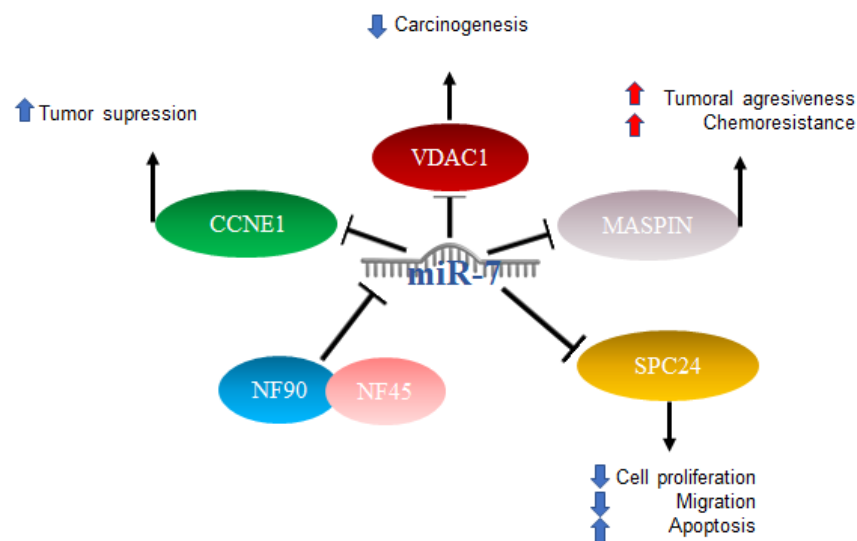 Carcinogenesis
Tumor supression
Tumoral agresiveness
Chemoresistance
VDAC1
CCNE1
MASPIN
miR-7
NF90
NF45
SPC24
Cell proliferation
Migration
Apoptosis